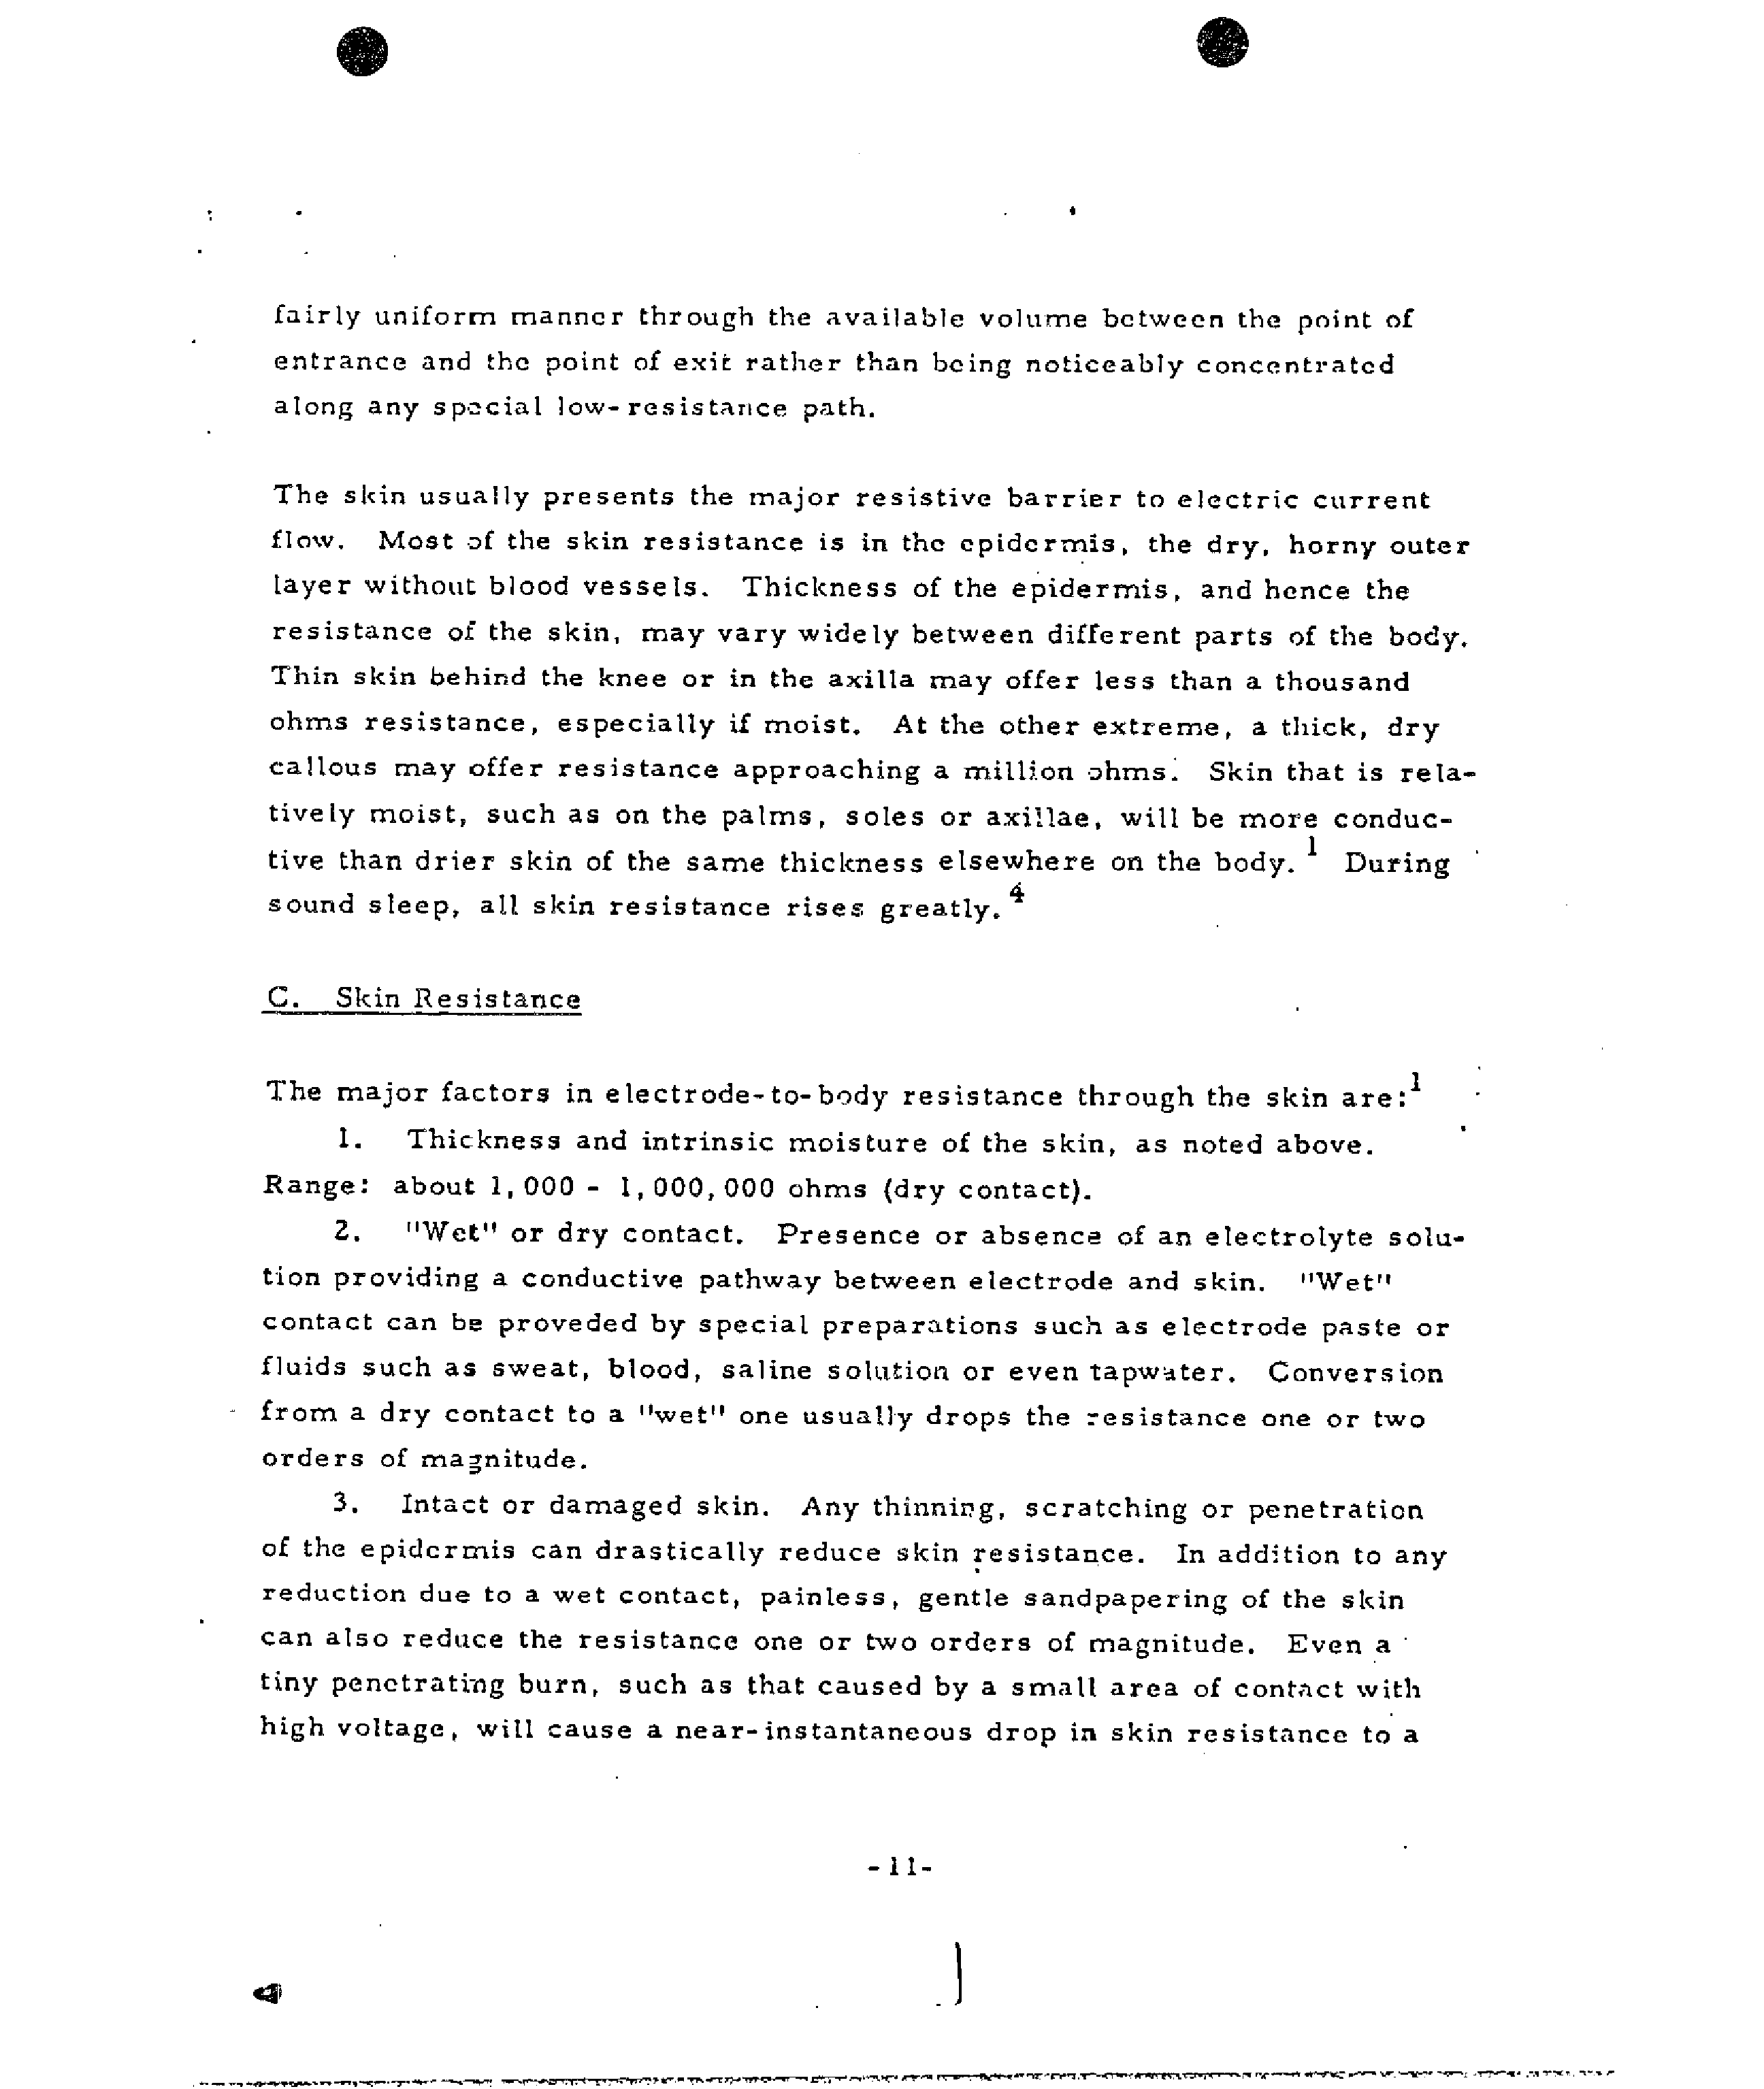 fairly uniform manner through the available volume between the point of
entrance and the point of exit rather than being noticeably concentrated
along any special low-resistance path.
The skin usually presents the major resistive barrier to electric current
flow. Most of the skin resistance is in the epidermis, the dry, horny outer
layer without blood vessels. Thickness of the epidermis, and hence the
resistance of the skin, may vary widely between different parts of the body.
Thin skin behind the knee or in the axilla may offer less than a thousand
ohms resistance, especially if moist. At the other extreme, a thick, dry
callous may offer resistance approaching a million ohms. Skin that is rela-
tively moist, such as on the palms, soles or axillae, will be more conduc-
tive than drier skin of the same thickness elsewhere on the body.1 During
sound sleep, all skin resistance rises greatly.4
C. Skin Resistance
The major factors in electrode-to-body resistance through the skin are:1
1. Thickness and intrinsic moisture of the skin, as noted above.
Range: about 1,000 - 1,000,000 ohms (dry contact).
2. "Wet" or dry contact. Presence or absence of an electrolyte solu-
tion providing a conductive pathway between electrode and skin. "Wet"
contact can be proveded by special preparations such as electrode paste or
fluids such as sweat, blood, saline solution or even tapwater. Conversion
from a dry contact to a "wet" one usually drops the resistance one or two
orders of magnitude.
3. Intact or damaged skin. Any thinning, scratching or penetration
of the epidermis can drastically reduce skin resistance. In addition to any
reduction due to a wet contact, painless, gentle sandpapering of the skin
can also reduce the resistance one or two orders of magnitude. Even a
tiny penetrating burn, such as that caused by a small area of contact with
high voltage, will cause a near-instantaneous drop in skin resistance to a
-11-